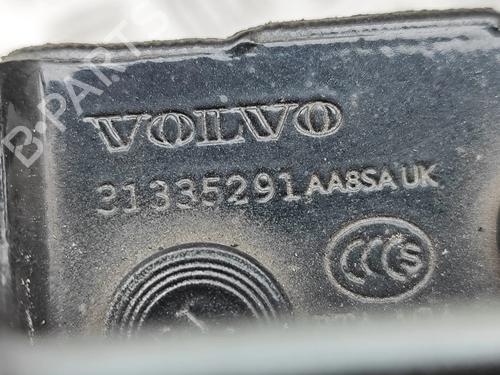 VOLVO
31335291 AA8SA UK
CCC S
B-PARTS